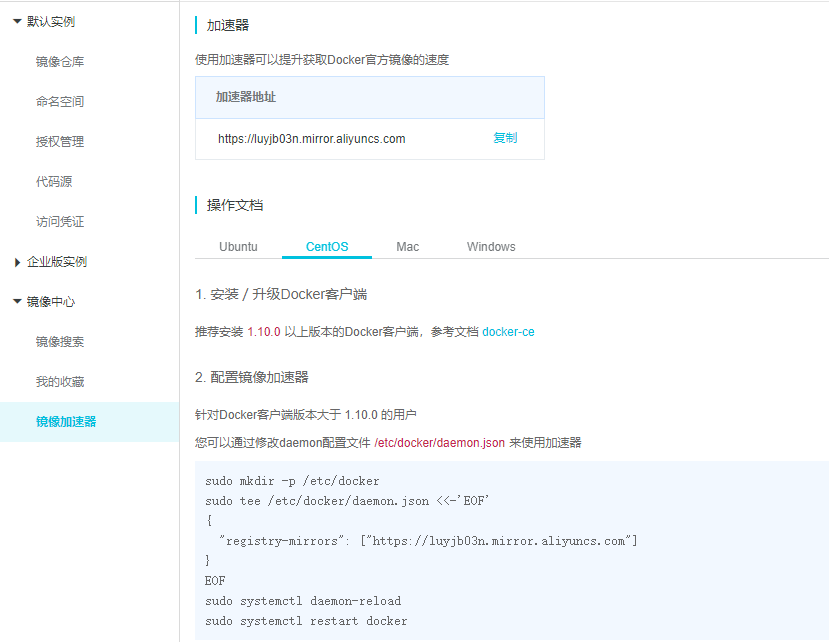 默认实例
镜像仓库
命名空间
授权管理
代码源
访问凭证
企业版实例
镜像中心
镜像搜索
我的收藏
镜像加速器
加速器
使用加速器可以提升获取Docker官方镜像的速度
加速器地址
https://luyjb03n.mirror.aliyuncs.com 复制
操作文档
Ubuntu CentOS Mac Windows
1. 安装 / 升级Docker客户端
推荐安装 1.10.0 以上版本的Docker客户端，参考文档 docker-ce
2. 配置镜像加速器
针对Docker客户端版本大于 1.10.0 的用户
您可以通过修改daemon配置文件 /etc/docker/daemon.json 来使用加速器
sudo mkdir -p /etc/docker
sudo tee /etc/docker/daemon.json <<-'EOF'
{
  "registry-mirrors": ["https://luyjb03n.mirror.aliyuncs.com"]
}
EOF
sudo systemctl daemon-reload
sudo systemctl restart docker